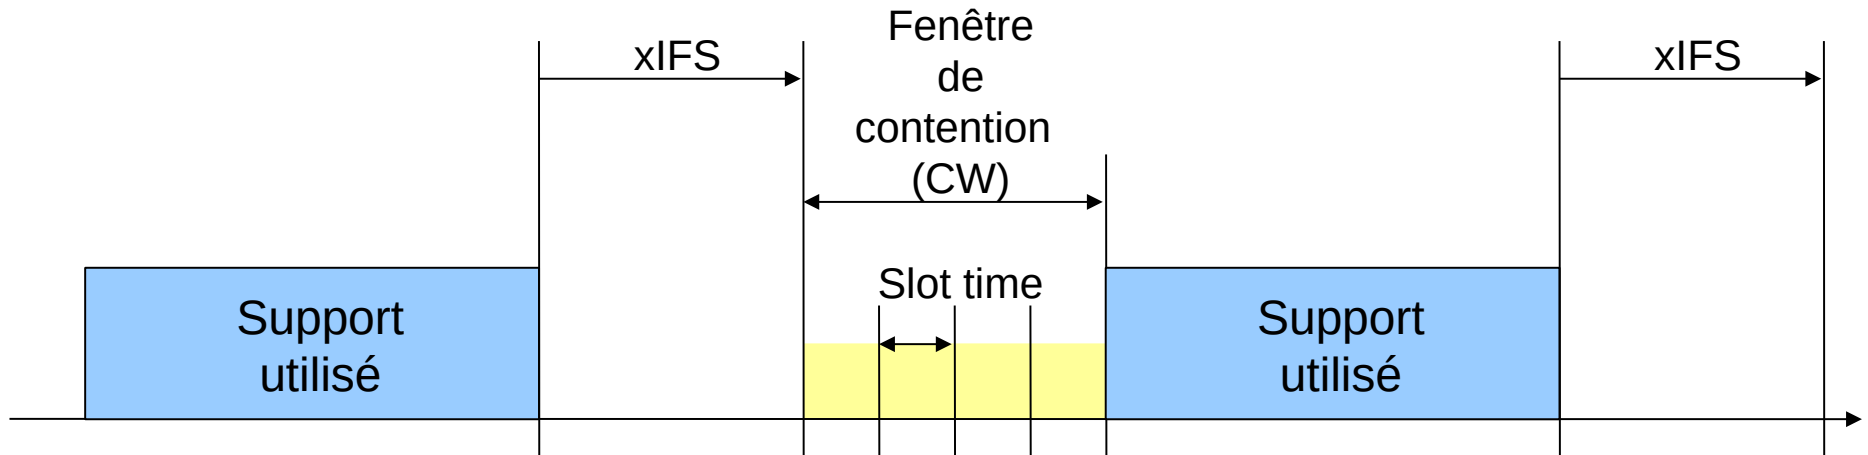 xIFS
Fenêtre
de
contention
(CW)
xIFS
Slot time
Support
utilisé
Support
utilisé